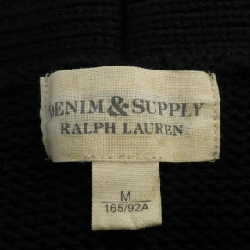 DENIM & SUPPLY
RALPH LAUREN
M
165/92A